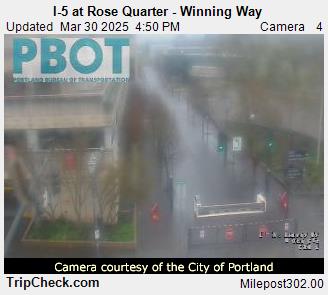 I-5 at Rose Quarter - Winning Way
Updated Mar 30 2025 4:50 PM Camera 4
PBOT
PORTLAND BUREAU OF TRANSPORTATION
Camera courtesy of the City of Portland
TripCheck.com Milepost302.00